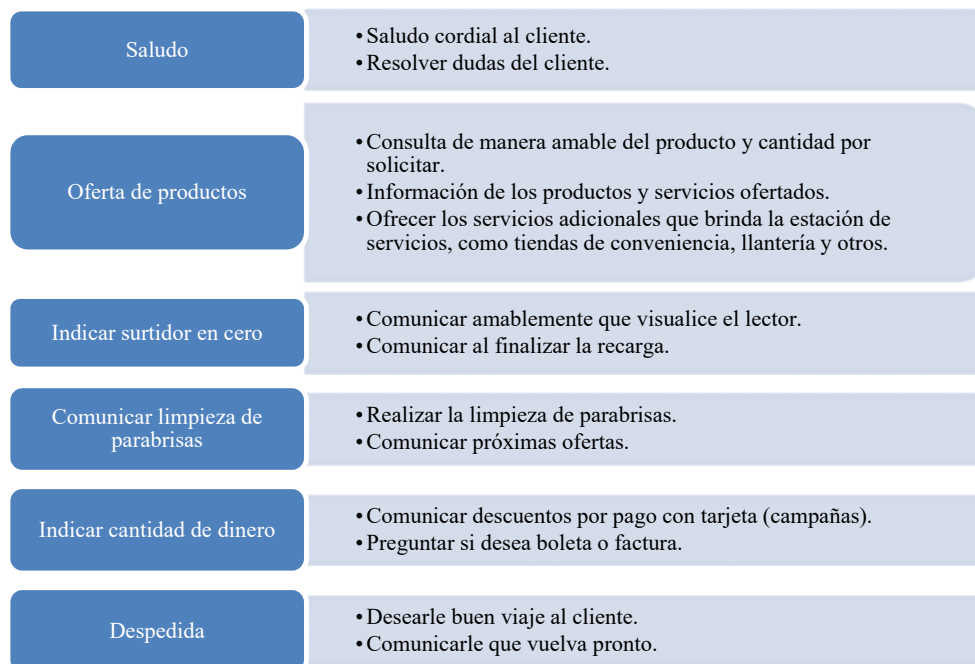 Saludo
•Saludo cordial al cliente.
•Resolver dudas del cliente.
Oferta de productos
•Consulta de manera amable del producto y cantidad por
solicitar.
•Información de los productos y servicios ofertados.
•Ofrecer los servicios adicionales que brinda la estación de
servicios, como tiendas de conveniencia, llantería y otros.
Indicar surtidor en cero
•Comunicar amablemente que visualice el lector.
•Comunicar al finalizar la recarga.
Comunicar limpieza de
parabrisas
•Realizar la limpieza de parabrisas.
•Comunicar próximas ofertas.
Indicar cantidad de dinero
•Comunicar descuentos por pago con tarjeta (campañas).
•Preguntar si desea boleta o factura.
Despedida
•Desearle buen viaje al cliente.
•Comunicarle que vuelva pronto.